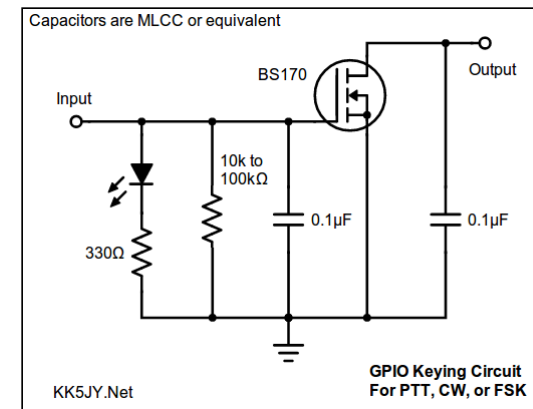 Capacitors are MLCC or equivalent
BS170
Output
Input
10k to
100kΩ
0.1µF
0.1µF
330Ω
GPIO Keying Circuit
For PTT, CW, or FSK
KK5JY.Net